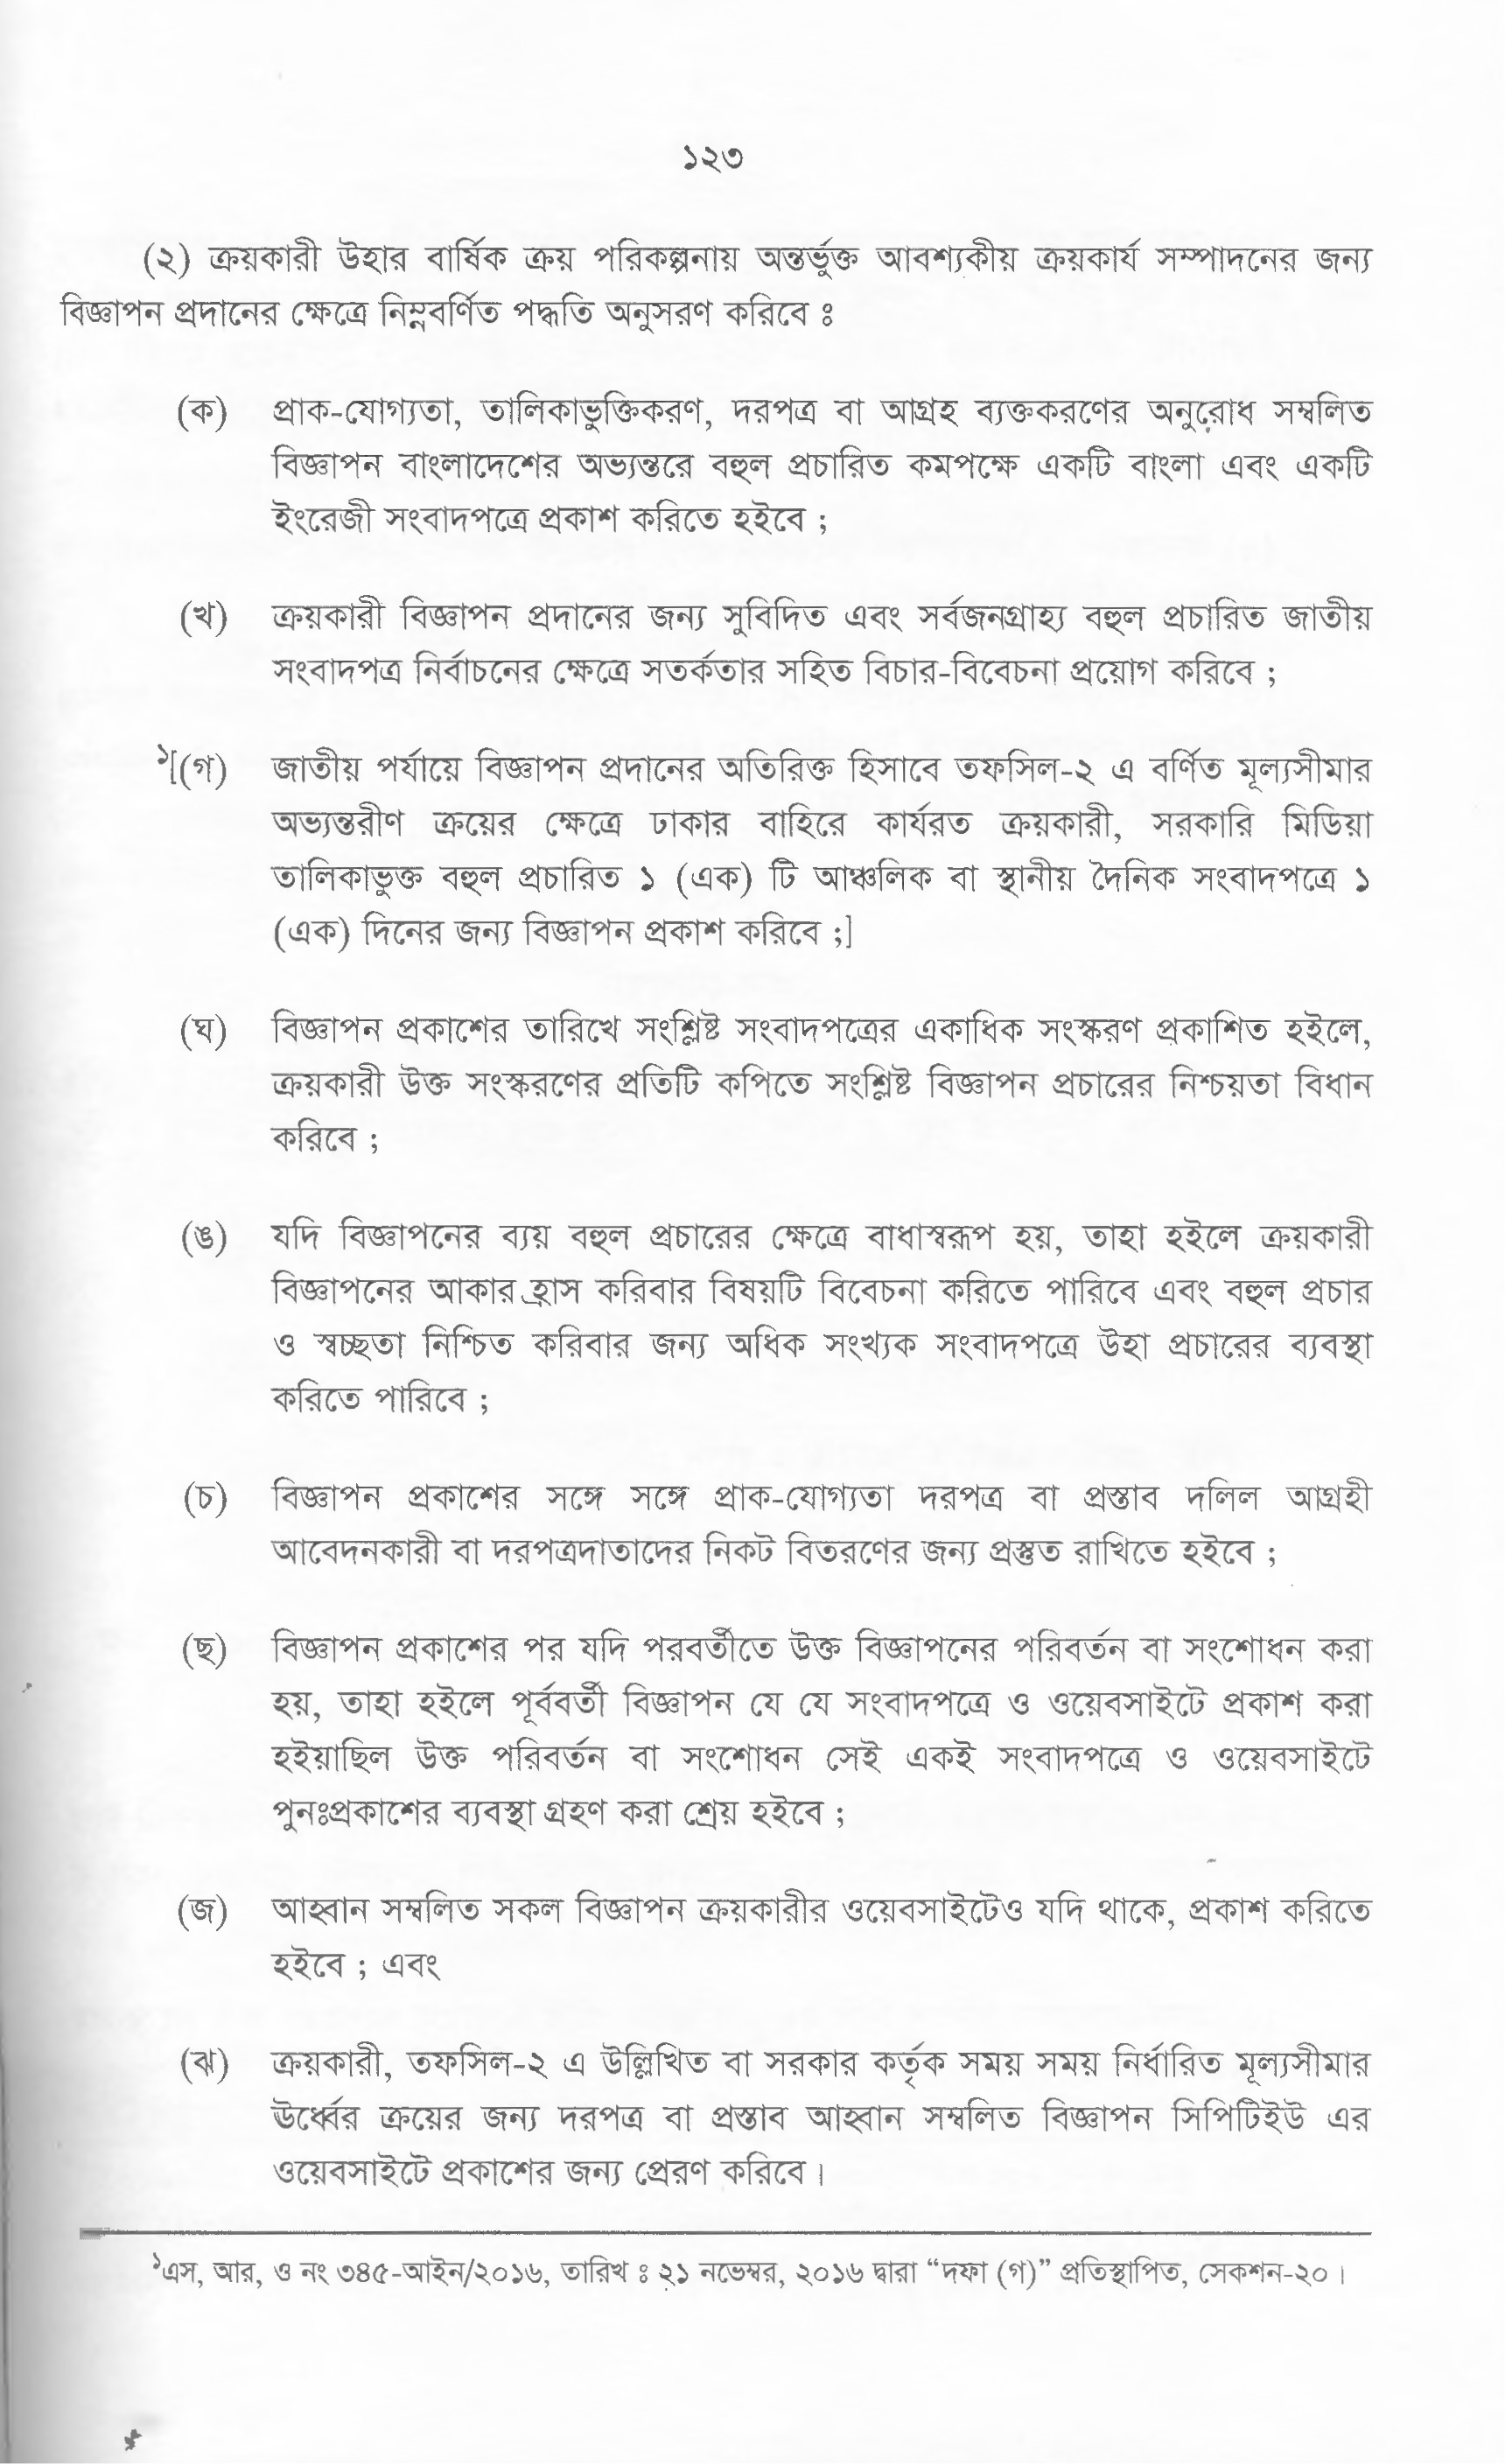 ১২৩
(২) ক্রয়কারী উহার বার্ষিক ক্রয় পরিকল্পনায় অন্তর্ভুক্ত আবশ্যকীয় ক্রয়কার্য সম্পাদনের জন্য
বিজ্ঞাপন প্রদানের ক্ষেত্রে নিম্নবর্ণিত পদ্ধতি অনুসরণ করিবে ঃ
(ক) প্রাক-যোগ্যতা, তালিকাভুক্তিকরণ, দরপত্র বা আগ্রহ ব্যক্তকরণের অনুরোধ সম্বলিত
বিজ্ঞাপন বাংলাদেশের অভ্যন্তরে বহুল প্রচারিত কমপক্ষে একটি বাংলা এবং একটি
ইংরেজী সংবাদপত্রে প্রকাশ করিতে হইবে ;
(খ) ক্রয়কারী বিজ্ঞাপন প্রদানের জন্য সুবিদিত এবং সর্বজনগ্রাহ্য বহুল প্রচারিত জাতীয়
সংবাদপত্র নির্বাচনের ক্ষেত্রে সতর্কতার সহিত বিচার-বিবেচনা প্রয়োগ করিবে ;
১[(গ) জাতীয় পর্যায়ে বিজ্ঞাপন প্রদানের অতিরিক্ত হিসাবে তফসিল-২ এ বর্ণিত মূল্যসীমার
অভ্যন্তরীণ ক্রয়ের ক্ষেত্রে ঢাকার বাহিরে কার্যরত ক্রয়কারী, সরকারি মিডিয়া
তালিকাভুক্ত বহুল প্রচারিত ১ (এক) টি আঞ্চলিক বা স্থানীয় দৈনিক সংবাদপত্রে ১
(এক) দিনের জন্য বিজ্ঞাপন প্রকাশ করিবে ;]
(ঘ) বিজ্ঞাপন প্রকাশের তারিখে সংশ্লিষ্ট সংবাদপত্রের একাধিক সংস্করণ প্রকাশিত হইলে,
ক্রয়কারী উক্ত সংস্করণের প্রতিটি কপিতে সংশ্লিষ্ট বিজ্ঞাপন প্রচারের নিশ্চয়তা বিধান
করিবে ;
(ঙ) যদি বিজ্ঞাপনের ব্যয় বহুল প্রচারের ক্ষেত্রে বাধাস্বরূপ হয়, তাহা হইলে ক্রয়কারী
বিজ্ঞাপনের আকার হ্রাস করিবার বিষয়টি বিবেচনা করিতে পারিবে এবং বহুল প্রচার
ও স্বচ্ছতা নিশ্চিত করিবার জন্য অধিক সংখ্যক সংবাদপত্রে উহা প্রচারের ব্যবস্থা
করিতে পারিবে ;
(চ) বিজ্ঞাপন প্রকাশের সঙ্গে সঙ্গে প্রাক-যোগ্যতা দরপত্র বা প্রস্তাব দলিল আগ্রহী
আবেদনকারী বা দরপত্রদাতাদের নিকট বিতরণের জন্য প্রস্তুত রাখিতে হইবে ;
(ছ) বিজ্ঞাপন প্রকাশের পর যদি পরবর্তীতে উক্ত বিজ্ঞাপনের পরিবর্তন বা সংশোধন করা
হয়, তাহা হইলে পূর্ববর্তী বিজ্ঞাপন যে যে সংবাদপত্রে ও ওয়েবসাইটে প্রকাশ করা
হইয়াছিল উক্ত পরিবর্তন বা সংশোধন সেই একই সংবাদপত্রে ও ওয়েবসাইটে
পুনঃপ্রকাশের ব্যবস্থা গ্রহণ করা শ্রেয় হইবে ;
(জ) আহ্বান সম্বলিত সকল বিজ্ঞাপন ক্রয়কারীর ওয়েবসাইটেও যদি থাকে, প্রকাশ করিতে
হইবে ; এবং
(ঝ) ক্রয়কারী, তফসিল-২ এ উল্লিখিত বা সরকার কর্তৃক সময় সময় নির্ধারিত মূল্যসীমার
ঊর্ধ্বের ক্রয়ের জন্য দরপত্র বা প্রস্তাব আহ্বান সম্বলিত বিজ্ঞাপন সিপিটিইউ এর
ওয়েবসাইটে প্রকাশের জন্য প্রেরণ করিবে।
১এস, আর, ও নং ৩৪৫-আইন/২০১৬, তারিখ ঃ ২১ নভেম্বর, ২০১৬ দ্বারা “দফা (গ)” প্রতিস্থাপিত, সেকশন-২০।